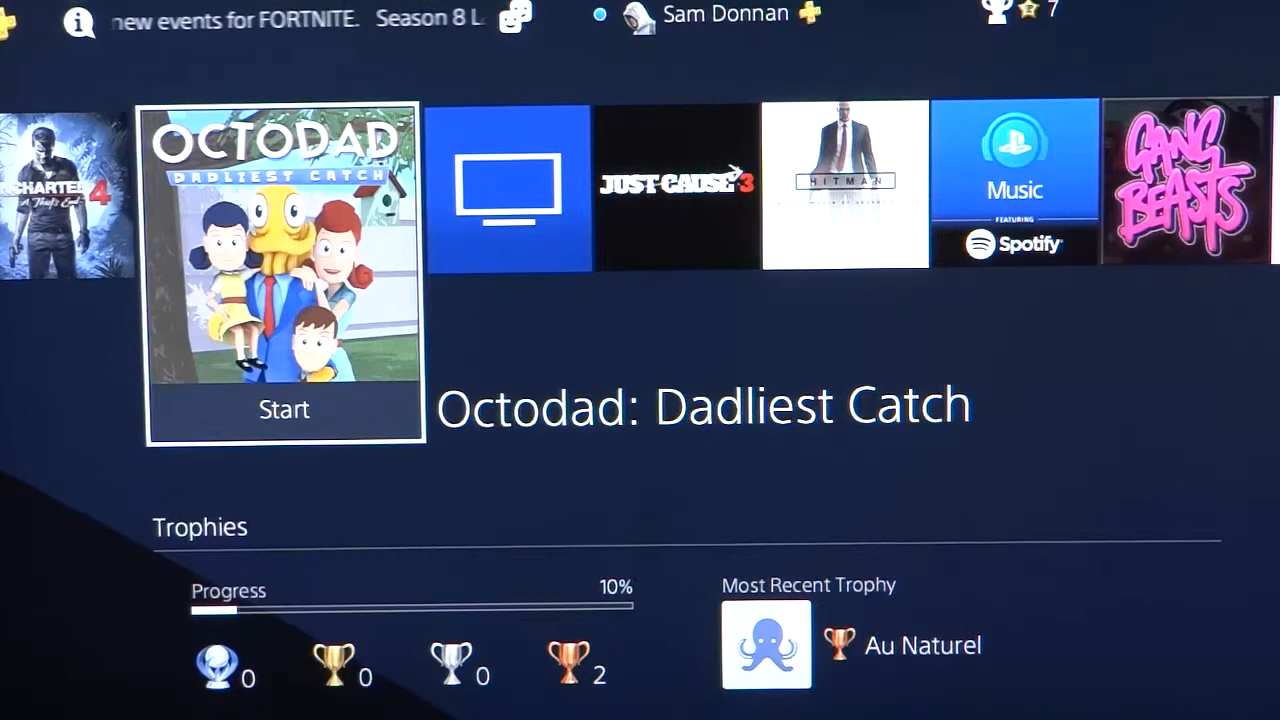 new events for FORTNITE. Season 8 L
Sam Donnan
7
UNCHARTED 4
A Thief's End
OCTODAD
DADLIEST CATCH
JUST CAUSE 3
HITMAN
Music
FEATURING
Spotify
GANG
BEASTS
Start
Octodad: Dadliest Catch
Trophies
Progress
10%
Most Recent Trophy
0
0
0
2
Au Naturel